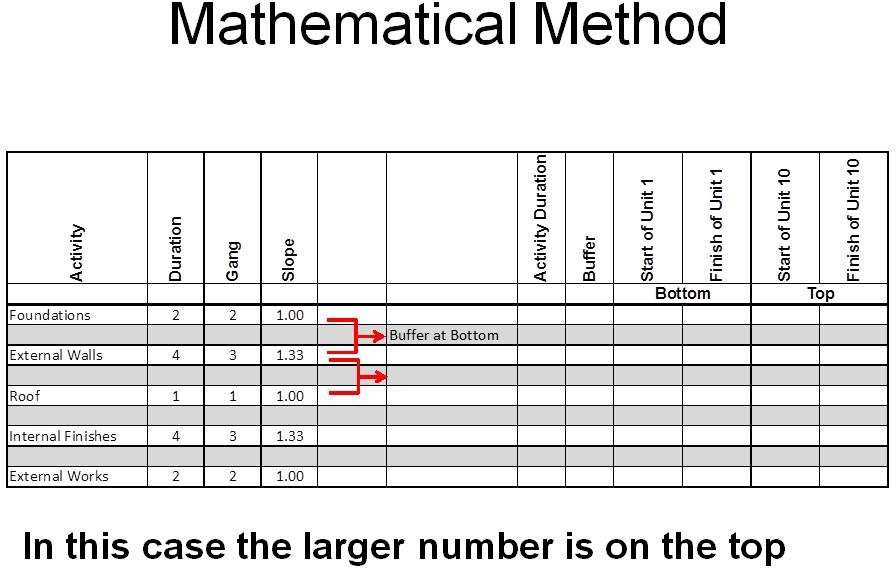 Mathematical Method
Activity Duration Gang Slope Activity Duration Buffer Start of Unit 1 Finish of Unit 1 Start of Unit 10 Finish of Unit 10
Bottom Top
Foundations 2 2 1.00
Buffer at Bottom
External Walls 4 3 1.33
Roof 1 1 1.00
Internal Finishes 4 3 1.33
External Works 2 2 1.00
In this case the larger number is on the top